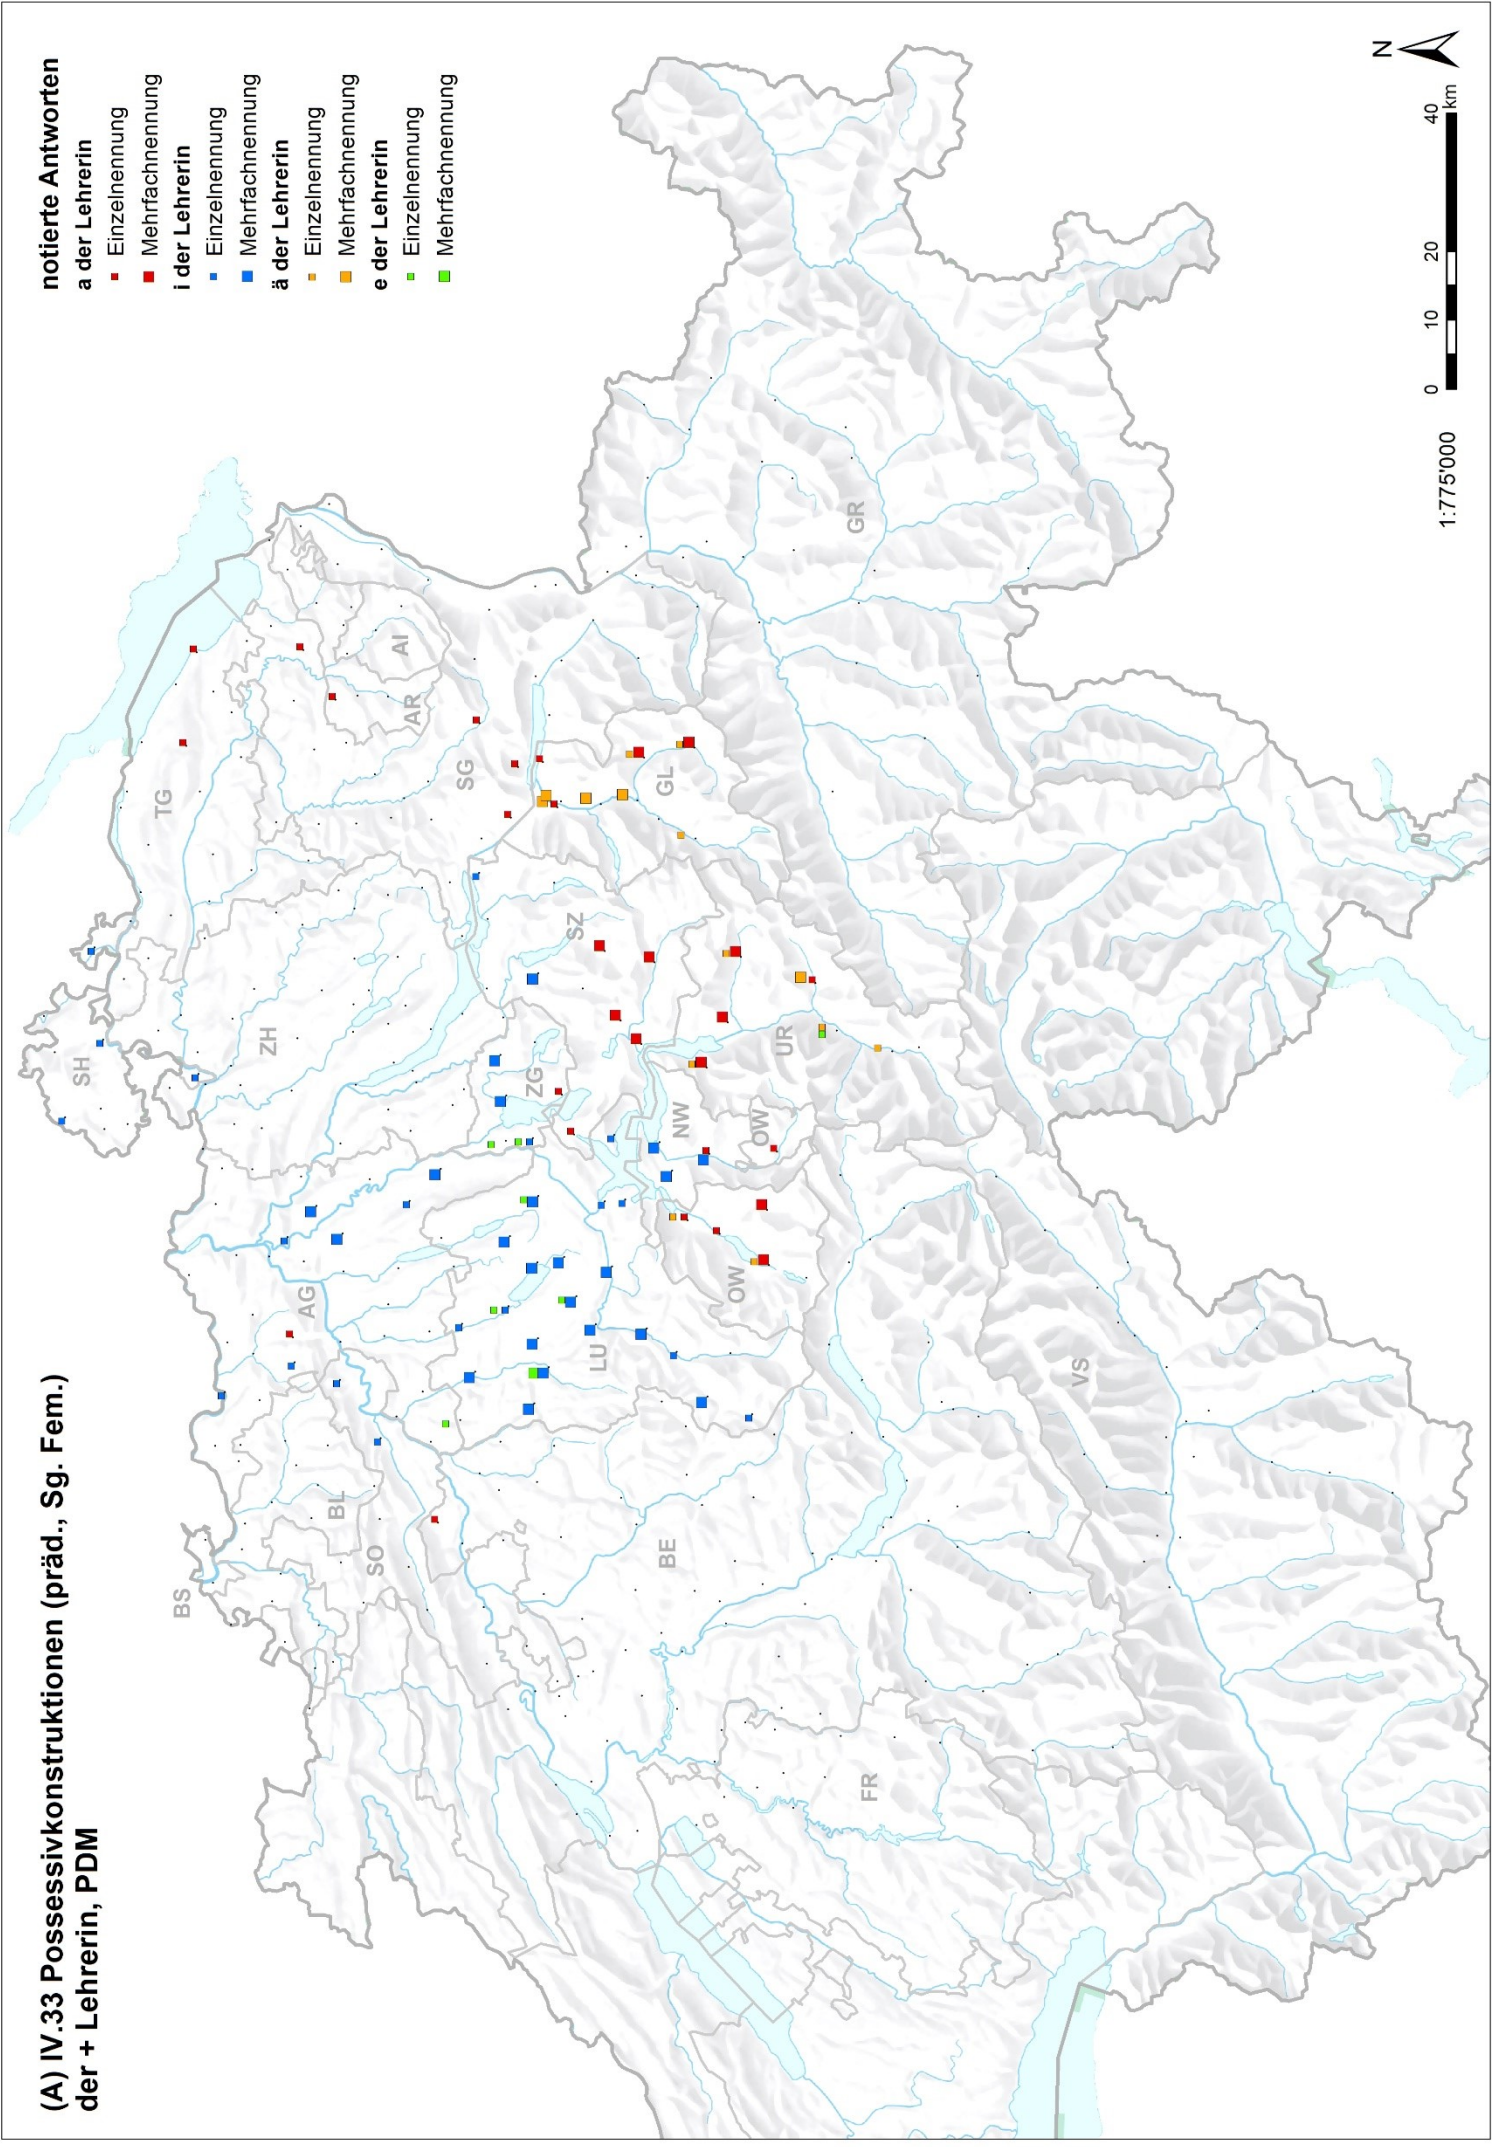 (A) IV.33 Possessivkonstruktionen (präd., Sg. Fem.)
der + Lehrerin, PDM
notierte Antworten
a der Lehrerin
Einzelnennung
Mehrfachnennung
i der Lehrerin
Einzelnennung
Mehrfachnennung
ä der Lehrerin
Einzelnennung
Mehrfachnennung
e der Lehrerin
Einzelnennung
Mehrfachnennung
SH
BS
TG
ZH
AG
BL
SO
AI
AR
SG
ZG
SZ
LU
GL
NW
OW
OW
UR
BE
GR
FR
VS
N
1:775'000
0 10 20 40
km